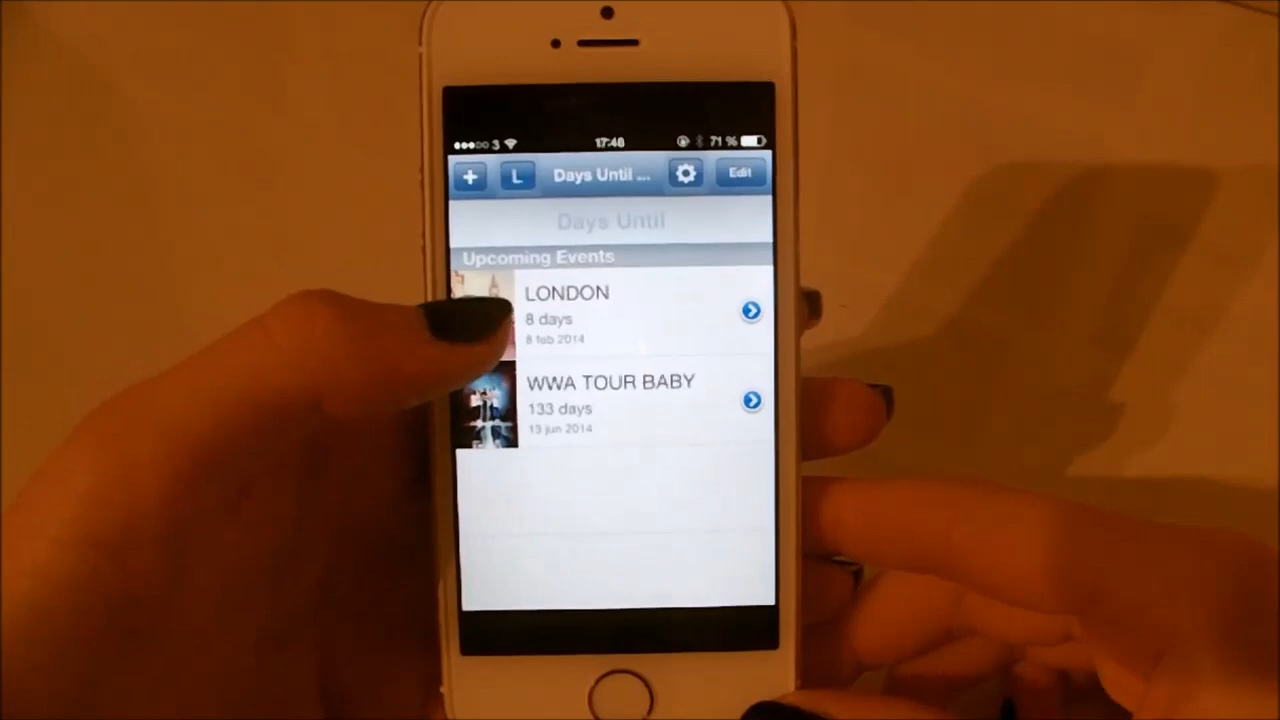 3 17:48 71 %
+ L Days Until ... Edit
Days Until
Upcoming Events
LONDON
8 days
8 feb 2014
WWA TOUR BABY
133 days
13 jun 2014